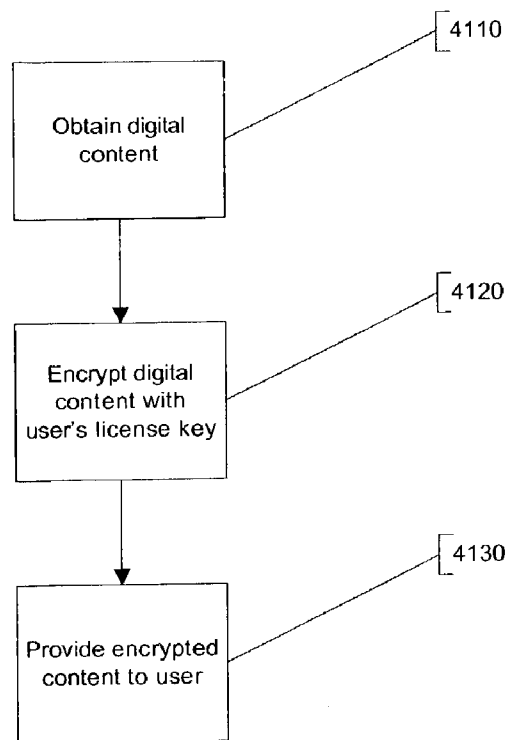 4110
Obtain digital
content
4120
Encrypt digital
content with
user's license key
4130
Provide encrypted
content to user